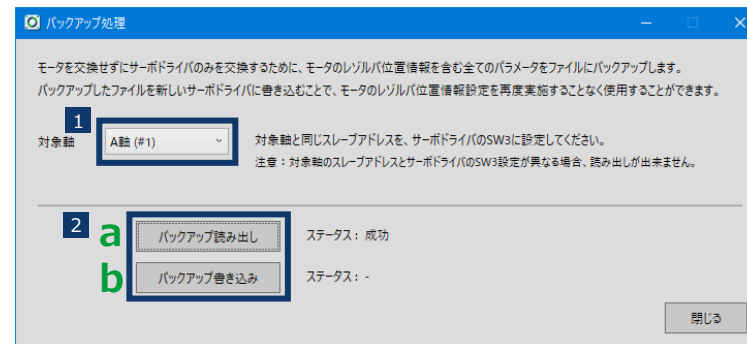 バックアップ処理
モータを交換せずにサーボドライバのみを交換するために、モータのレゾルバ位置情報を含む全てのパラメータをファイルにバックアップします。
バックアップしたファイルを新しいサーボドライバに書き込むことで、モータのレゾルバ位置情報設定を再度実施することなく使用することができます。
1
対象軸 A軸 (#1) 対象軸と同じスレーブアドレスを、サーボドライバのSW3に設定してください。
注意：対象軸のスレーブアドレスとサーボドライバのSW3設定が異なる場合、読み出しが出来ません。
2
a バックアップ読み出し ステータス： 成功
b バックアップ書き込み ステータス： -
閉じる